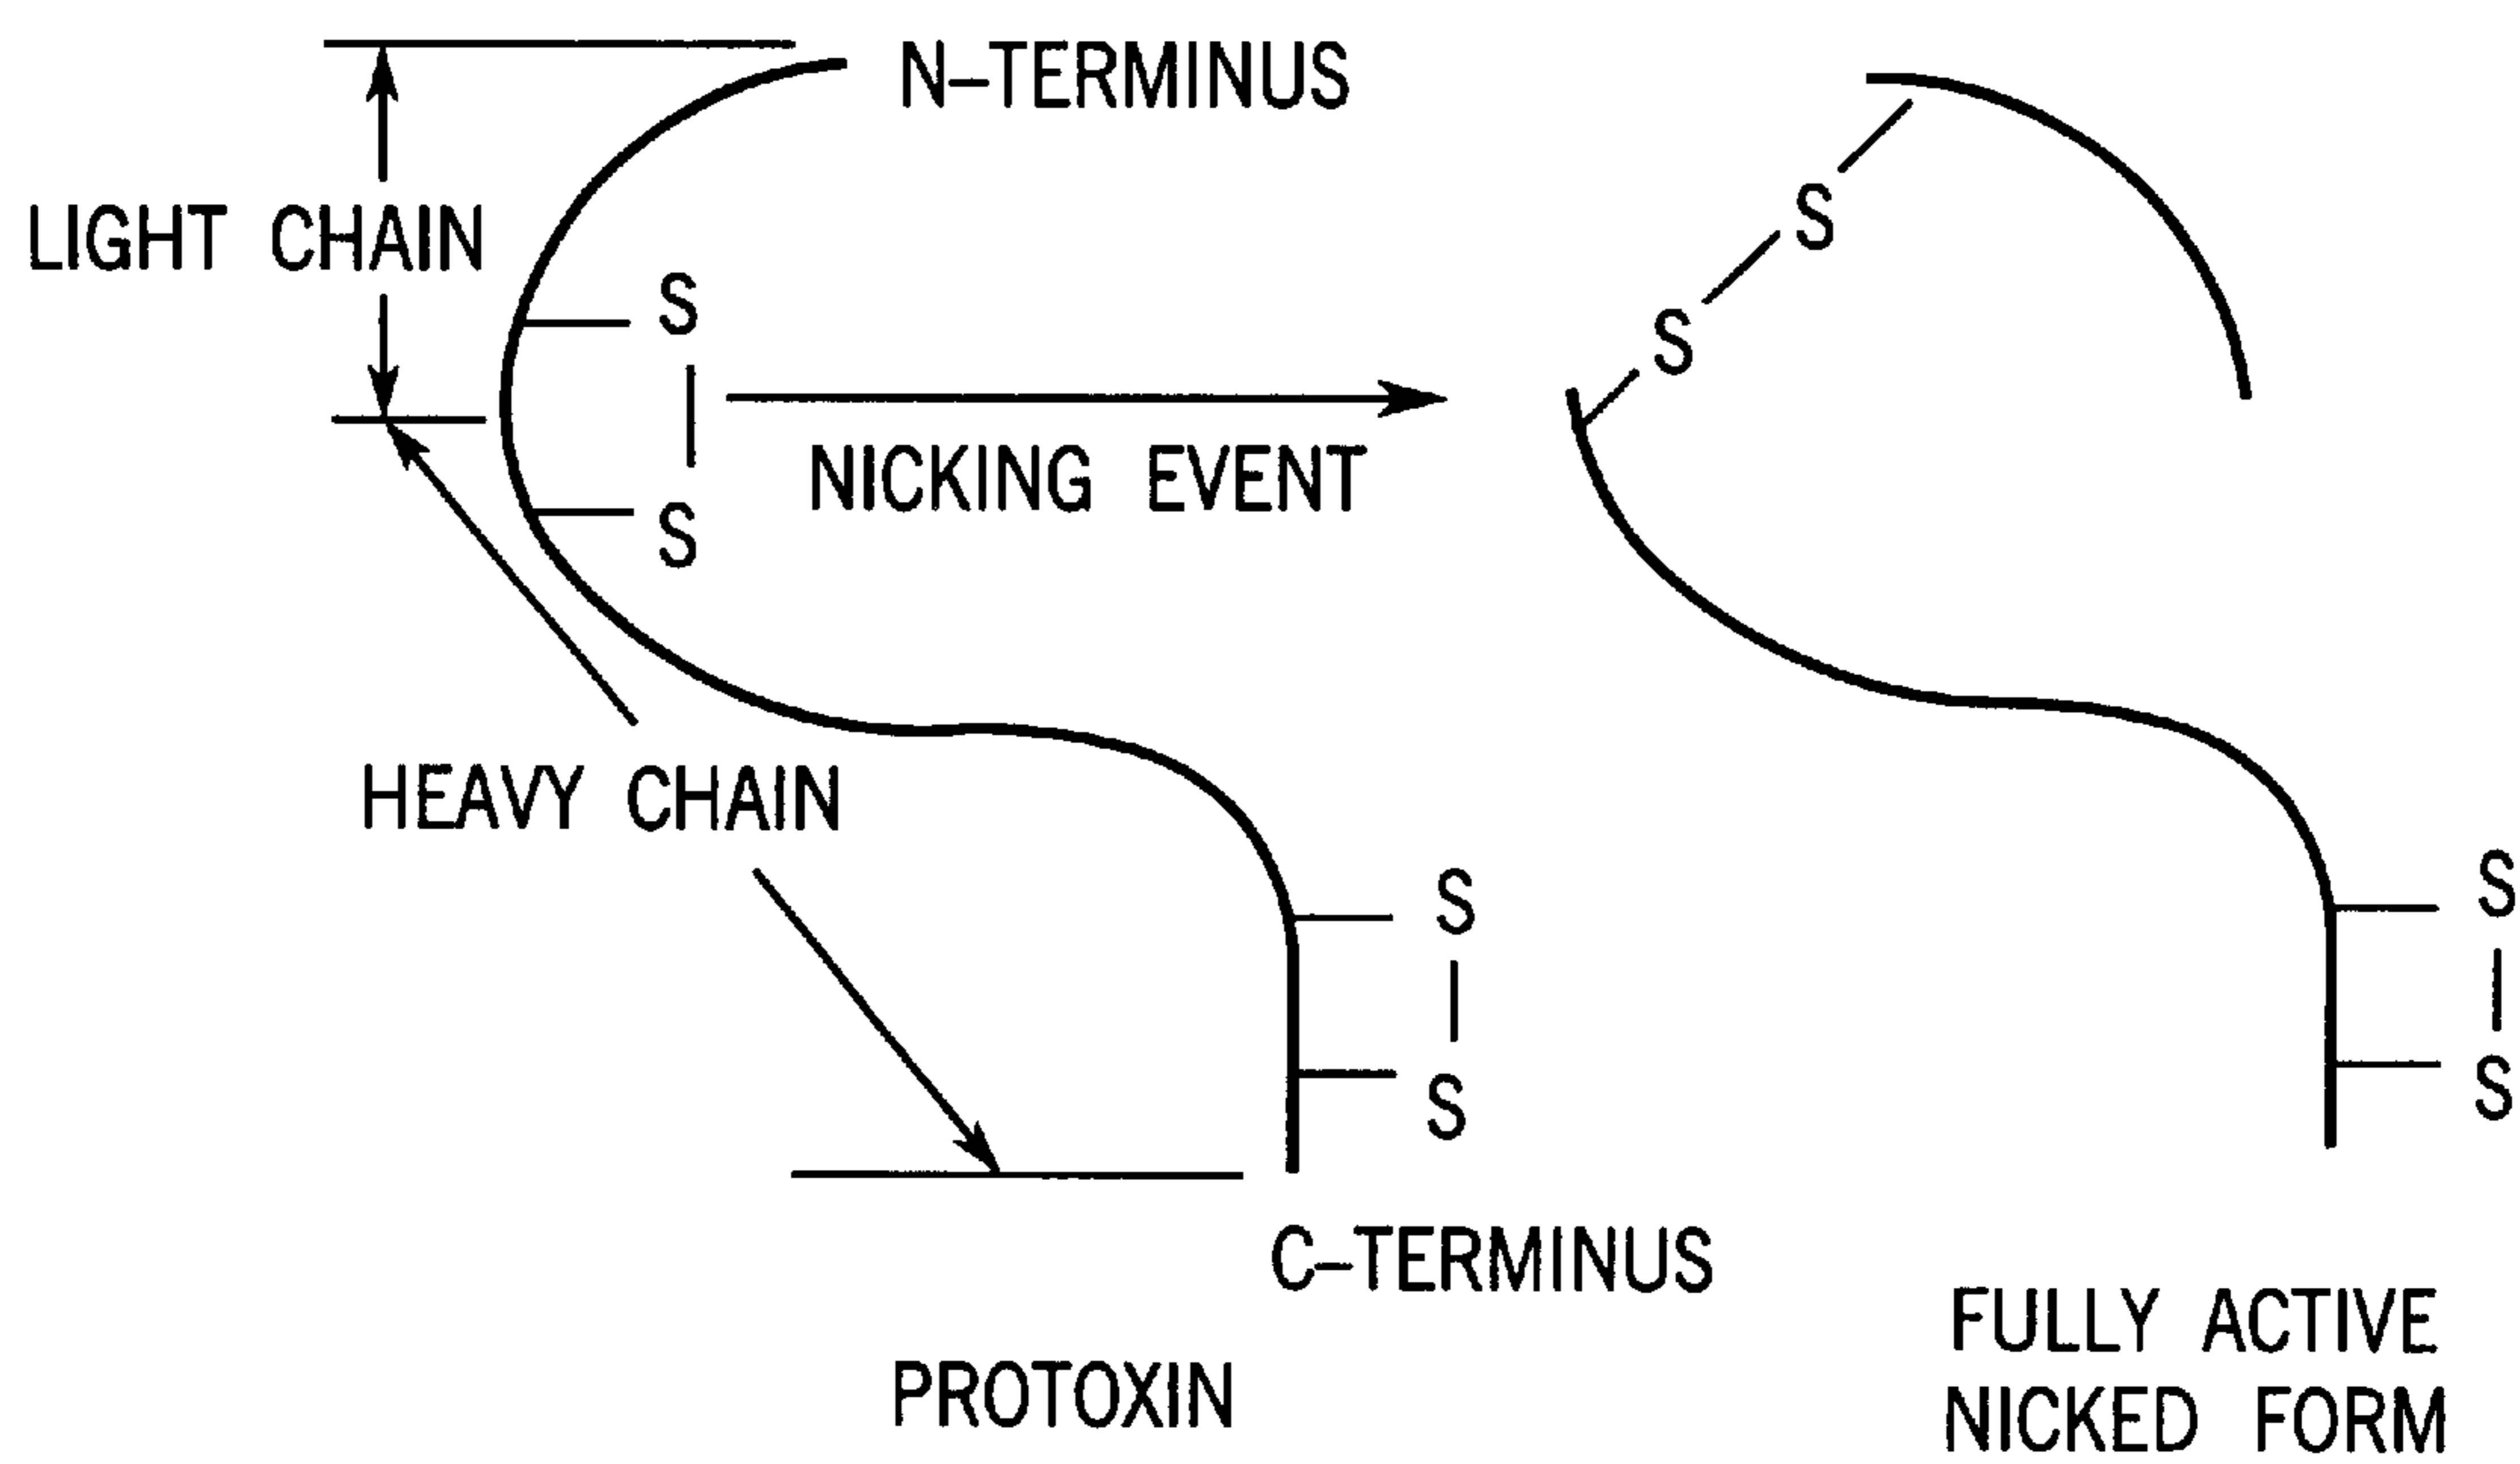 N–TERMINUS
LIGHT CHAIN
S
S
NICKING EVENT
S
S
HEAVY CHAIN
S
S
C–TERMINUS
PROTOXIN
S
S
FULLY ACTIVE
NICKED FORM